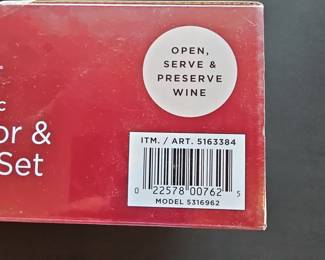 OPEN,
SERVE &
PRESERVE
WINE
c
or &
Set
ITM. / ART. 5163384
0 22578 00762 5
MODEL 5316962